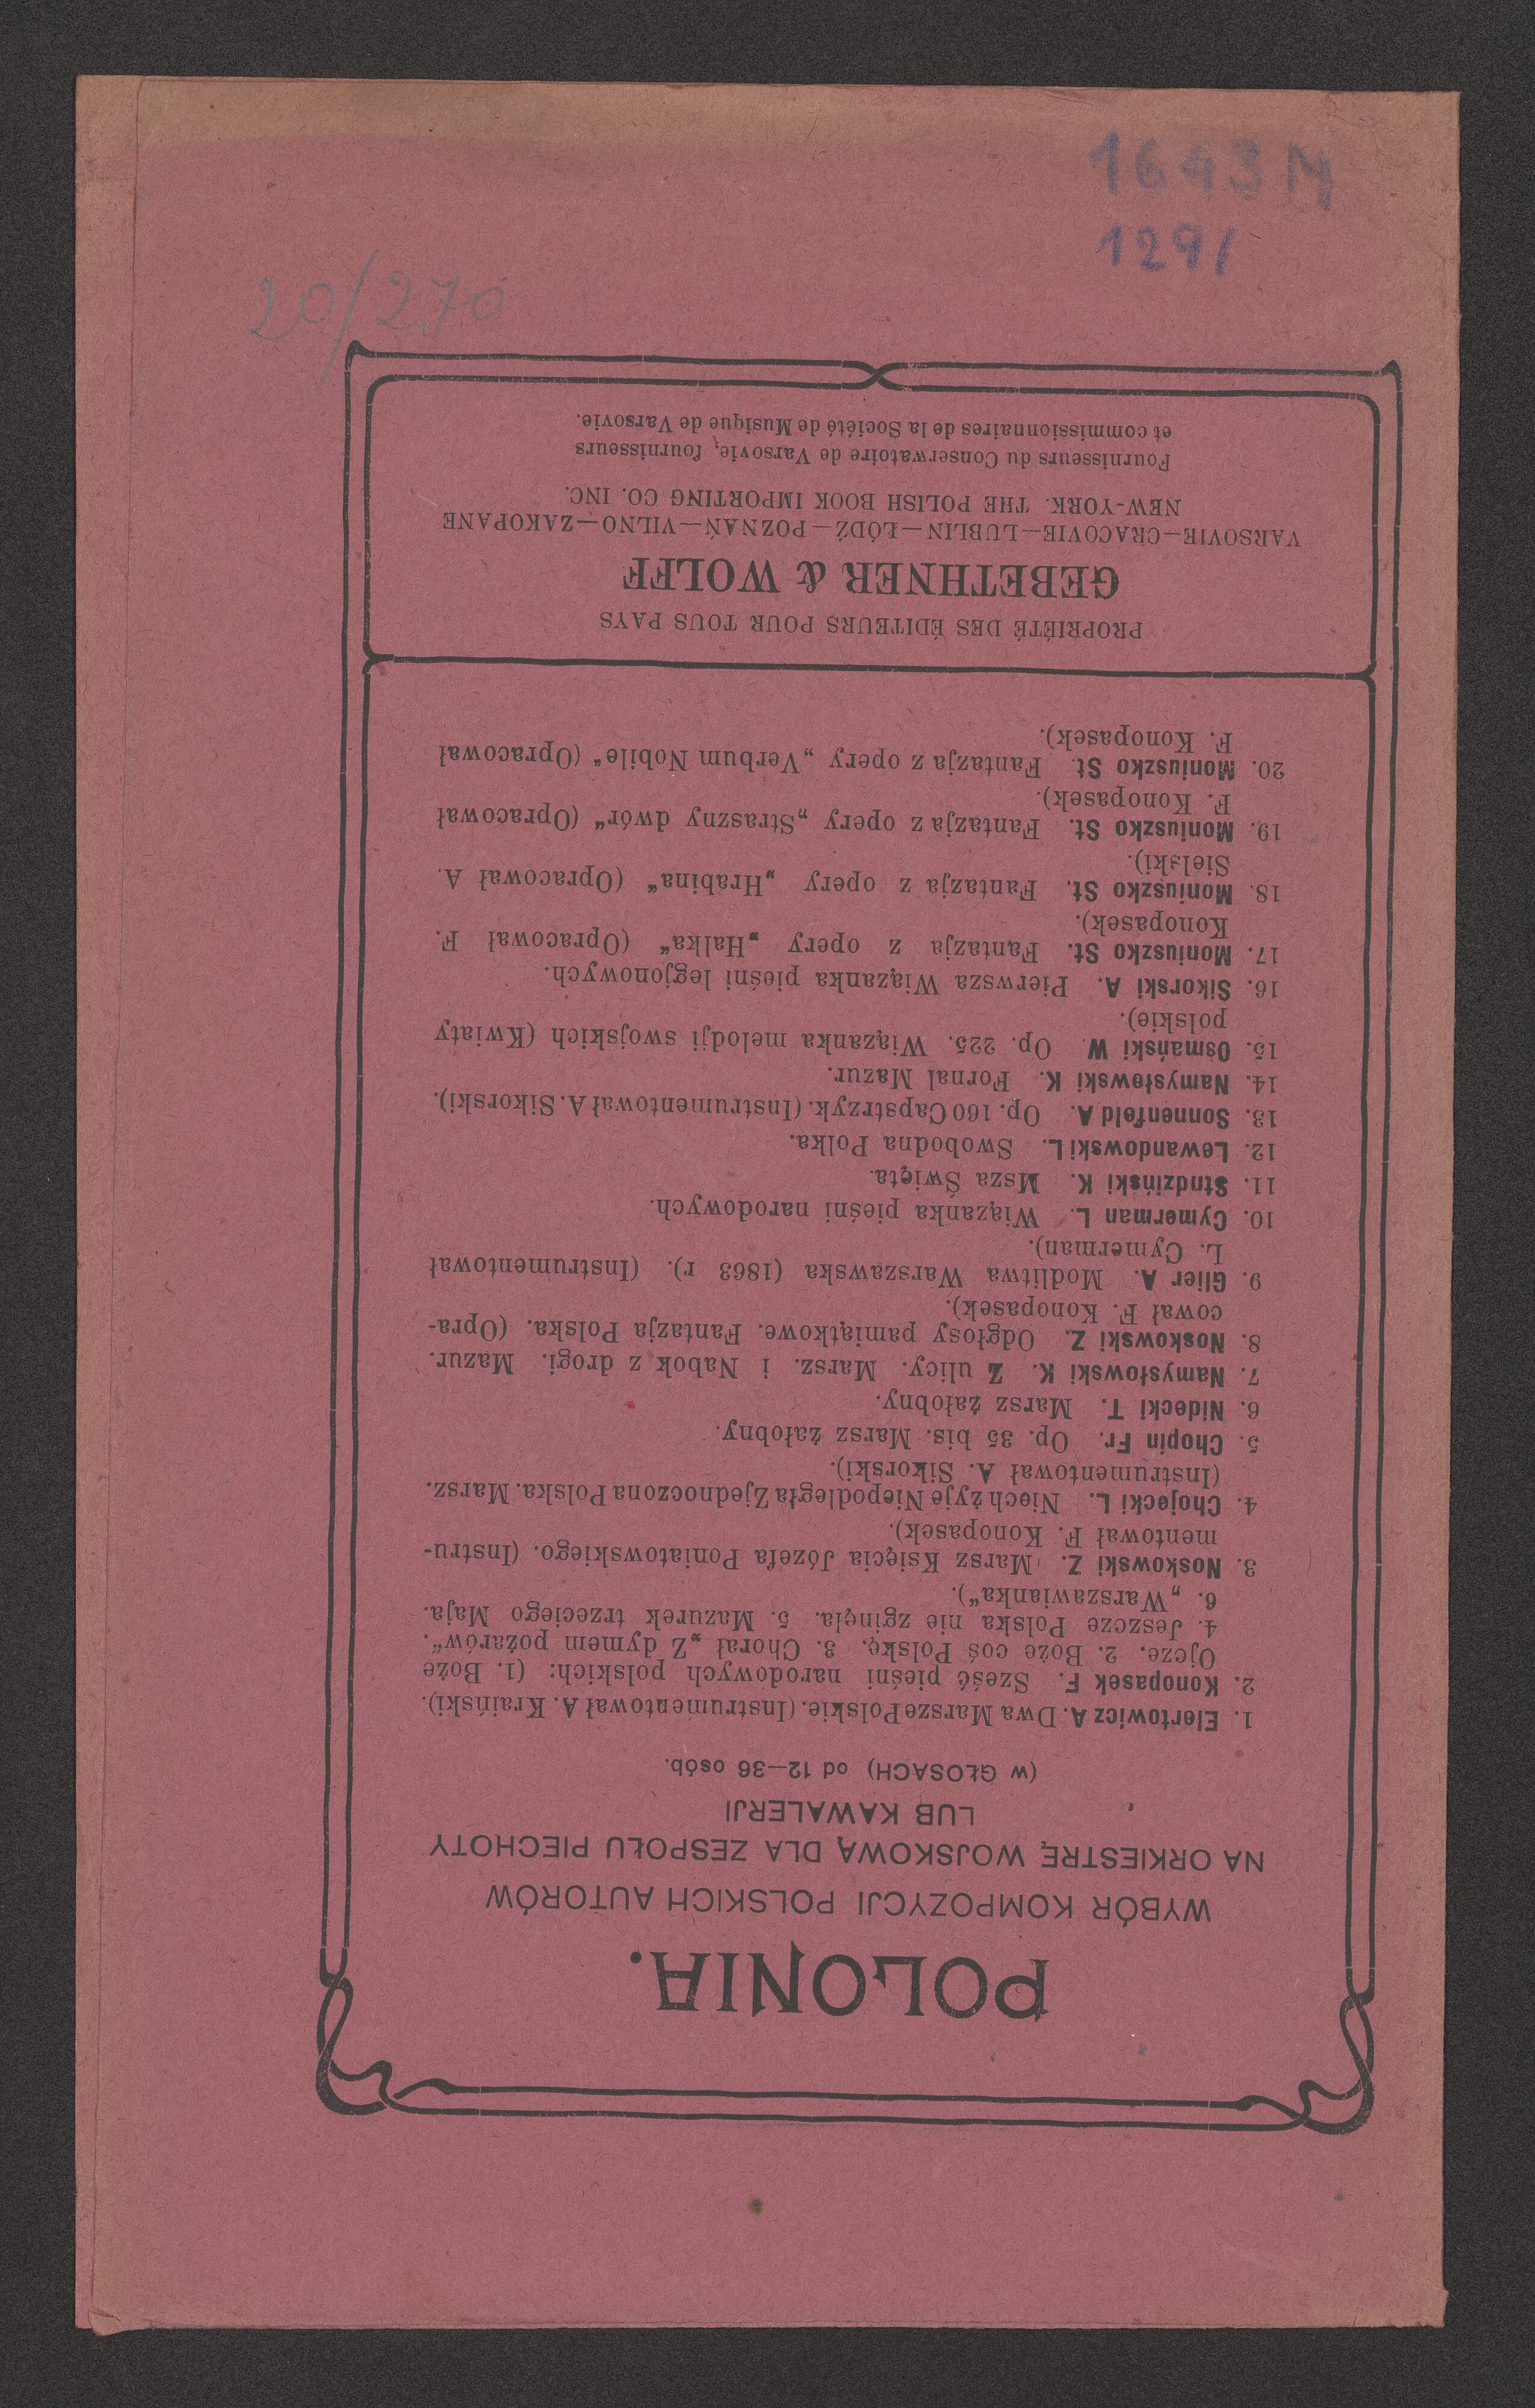 POLONIA.
WYBÓR KOMPOZYCJI POLSKICH AUTORÓW
NA ORKIESTRĘ WOJSKOWĄ DLA ZESPOŁU PIECHOTY
LUB KAWALERJI
(W GŁOSACH) od 12—36 osób.
1. Elertowicz A. Dwa Marsze Polskie. (Instrumentował A. Kraiński).
2. Konopasek F. Sześć pieśni narodowych polskich: (1. Boże
Ojcze. 2. Boże coś Polskę. 3. Chorał „Z dymem pożarów“.
4. Jeszcze Polska nie zginęła. 5. Mazurek trzeciego Maja.
6. „Warszawianka“).
3. Noskowski Z. Marsz Księcia Józefa Poniatowskiego. (Instru-
mentował F. Konopasek).
4. Chojecki L. Niech żyje Niepodległa Zjednoczona Polska. Marsz.
(Instrumentował A. Sikorski).
5. Chopin Fr. Op. 35 bis. Marsz żałobny.
6. Nidecki T. Marsz żałobny.
7. Namysłowski K. Z ulicy. Marsz. i Nabok z drogi. Mazur.
8. Noskowski Z. Odgłosy pamiątkowe. Fantazja Polska. (Opra-
cował F. Konopasek).
9. Glier A. Modlitwa Warszawska (1863 r). (Instrumentował
L. Cymerman).
10. Cymerman L. Wiązanka pieśni narodowych.
11. Studziński K. Msza Święta.
12. Lewandowski L. Swobodna Polka.
13. Sonnenfeld A. Op. 160 Capstrzyk. (Instrumentował A. Sikorski).
14. Namysłowski K. Fornal Mazur.
15. Osmański W. Op. 225. Wiązanka melodji swojskich (Kwiaty
polskie).
16. Sikorski A. Pierwsza Wiązanka pieśni legjonowych.
17. Moniuszko St. Fantazja z opery „Halka“ (Opracował F.
Konopasek).
18. Moniuszko St. Fantazja z opery „Hrabina“ (Opracował A.
Sielski).
19. Moniuszko St. Fantazja z opery „Straszny dwór“ (Opracował
F. Konopasek).
20. Moniuszko St. Fantazja z opery „Verbum Nobile“ (Opracował
F. Konopasek).
PROPRIÉTÉ DES ÉDITEURS POUR TOUS PAYS
GEBETHNER & WOLFF
VARSOVIE—CRACOVIE—LUBLIN—ŁÓDŹ—POZNAŃ—VILNO—ZAKOPANE
NEW-YORK. THE POLISH BOOK IMPORTING CO. INC.
Fournisseurs du Conserwatoire de Varsovie, fournisseurs
et commissionnaires de la Société de Musique de Varsovie.
1643 M
1291
20/270